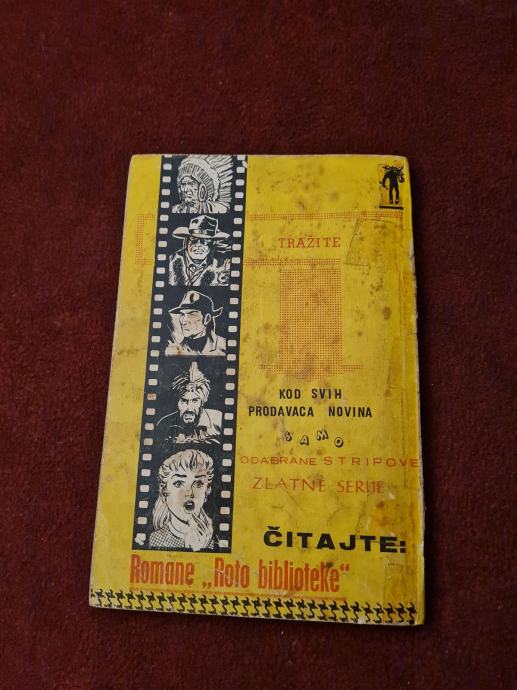 TRAŽITE
KOD SVIH
PRODAVACA NOVINA
SAMO
ODABRANE STRIPOVE
ZLATNE SERIJE
ČITAJTE:
Romane „Roto biblioteke"